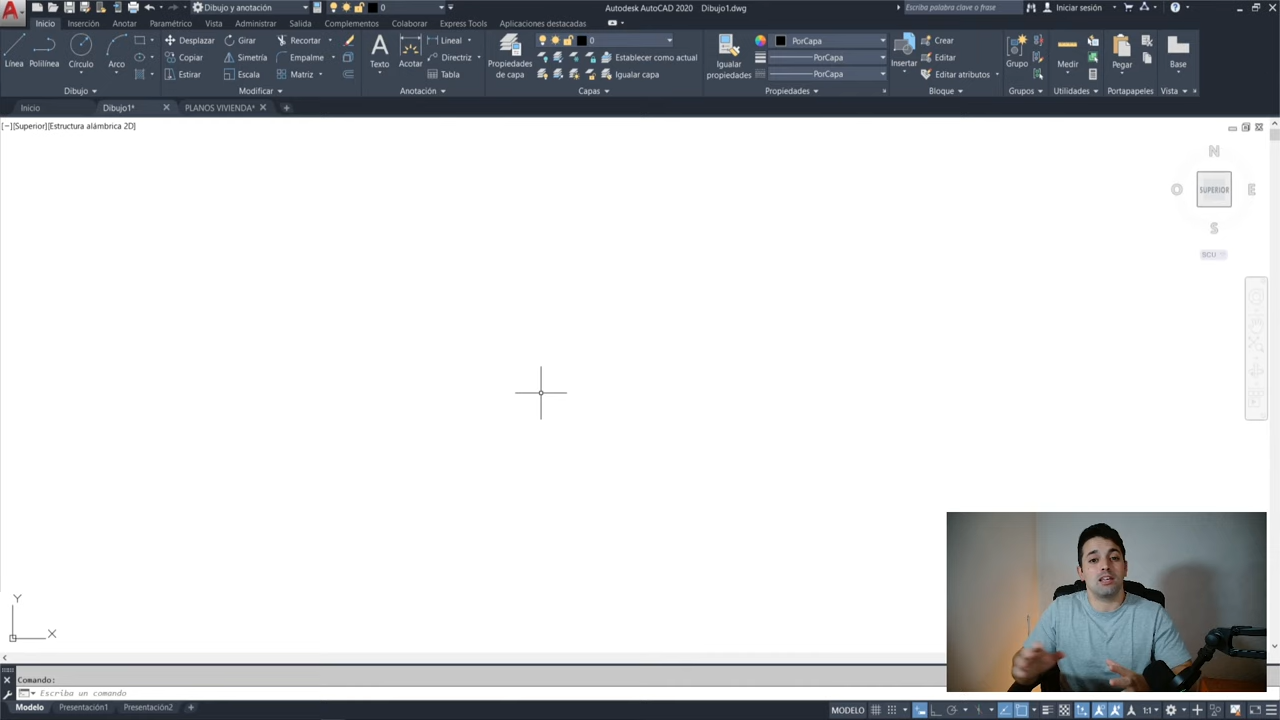 Dibujo y anotación 0 Autodesk AutoCAD 2020 Dibujo1.dwg Escriba palabra clave o frase Iniciar sesión
Inicio Inserción Anotar Paramétrico Vista Administrar Salida Complementos Colaborar Express Tools Aplicaciones destacadas
Línea Polilínea Círculo Arco
Desplazar Girar Recortar
Copiar Simetría Empalme
Estirar Escala Matriz
Texto Acotar
Lineal
Directriz
Tabla
Propiedades de capa
0
Establecer como actual
Igualar capa
Igualar propiedades
PorCapa
PorCapa
PorCapa
Insertar
Crear
Editar
Editar atributos
Grupo
Medir
Pegar
Base
Dibujo Modificar Anotación Capas Propiedades Bloque Grupos Utilidades Portapapeles Vista
Inicio Dibujo1* PLANOS VIVIENDA*
[−][Superior][Estructura alámbrica 2D]
N
O SUPERIOR E
S
SCU
Y
X
Comando:
Escriba un comando
Modelo Presentación1 Presentación2 +
MODELO 1:1